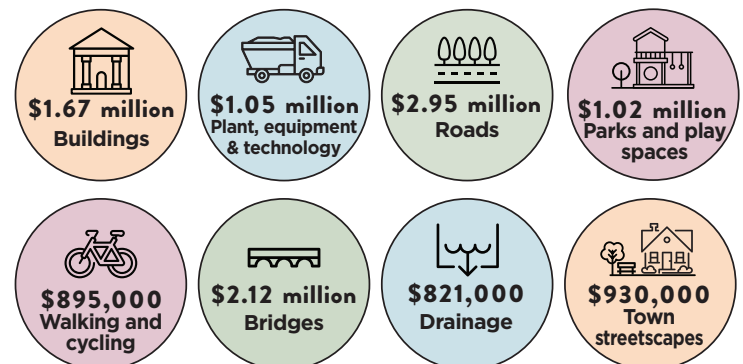 $1.67 million
Buildings
$1.05 million
Plant, equipment
& technology
$2.95 million
Roads
$1.02 million
Parks and play
spaces
$895,000
Walking and
cycling
$2.12 million
Bridges
$821,000
Drainage
$930,000
Town
streetscapes